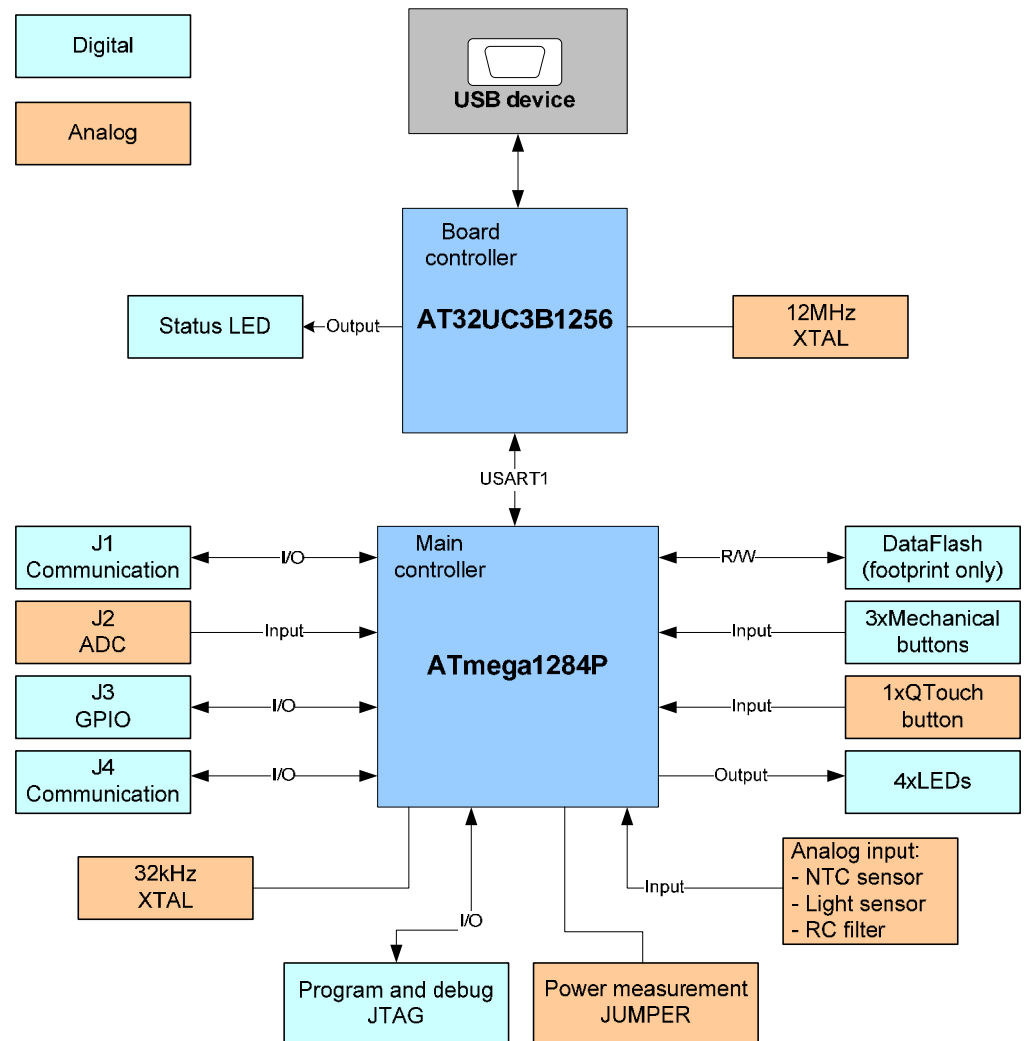 Digital
Analog
USB device
Board
controller
AT32UC3B1256
Status LED
Output
12MHz
XTAL
USART1
Main
controller
ATmega1284P
J1
Communication
I/O
J2
ADC
Input
J3
GPIO
I/O
J4
Communication
I/O
R/W
DataFlash
(footprint only)
Input
3xMechanical
buttons
Input
1xQTouch
button
Output
4xLEDs
32kHz
XTAL
I/O
Input
Analog input:
- NTC sensor
- Light sensor
- RC filter
Program and debug
JTAG
Power measurement
JUMPER